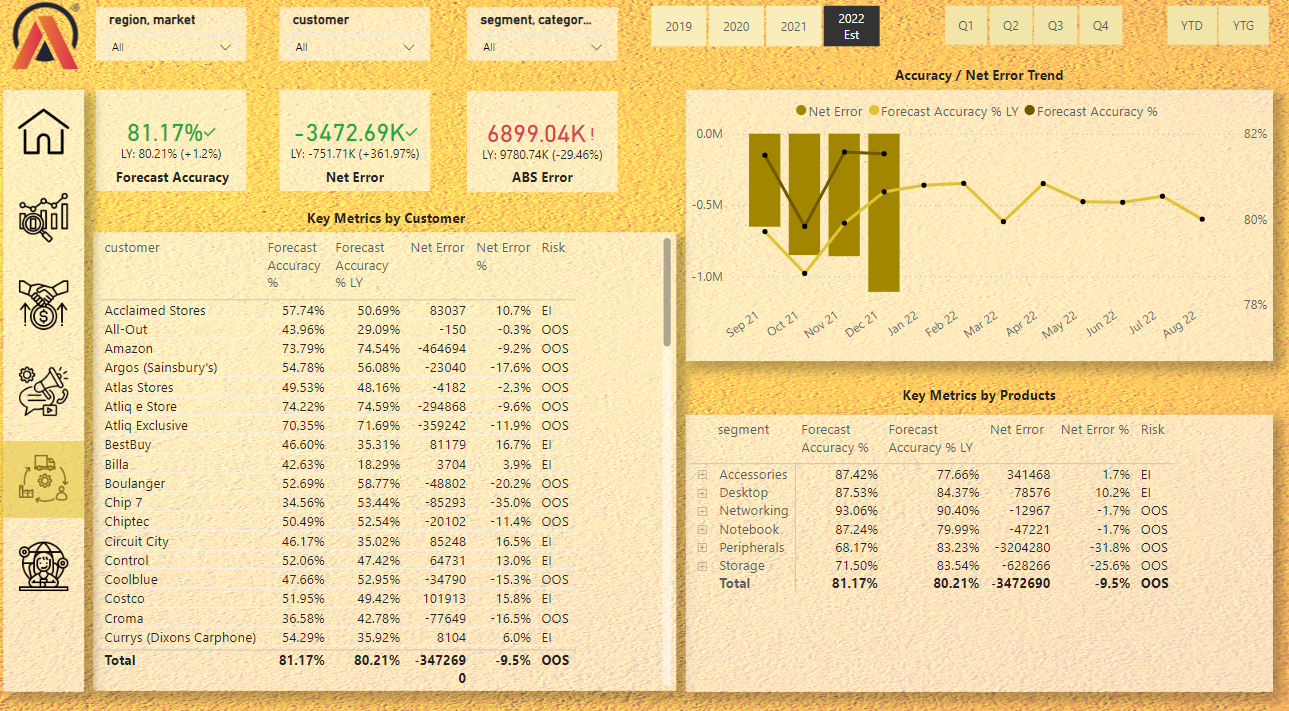 region, market
All
customer
All
segment, categor...
All
2019
2020
2021
2022
Est
Q1
Q2
Q3
Q4
YTD
YTG
81.17%✓
LY: 80.21% (+1.2%)
Forecast Accuracy
-3472.69K✓
LY: -751.71K (+361.97%)
Net Error
6899.04K !
LY: 9780.74K (-29.46%)
ABS Error
Accuracy / Net Error Trend
Net Error Forecast Accuracy % LY Forecast Accuracy %
0.0M
-0.5M
-1.0M
82%
80%
78%
Sep 21 Oct 21 Nov 21 Dec 21 Jan 22 Feb 22 Mar 22 Apr 22 May 22 Jun 22 Jul 22 Aug 22
Key Metrics by Customer
customer Forecast Accuracy % Forecast Accuracy % LY Net Error Net Error % Risk
Acclaimed Stores 57.74% 50.69% 83037 10.7% EI
All-Out 43.96% 29.09% -150 -0.3% OOS
Amazon 73.79% 74.54% -464694 -9.2% OOS
Argos (Sainsbury's) 54.78% 56.08% -23040 -17.6% OOS
Atlas Stores 49.53% 48.16% -4182 -2.3% OOS
Atliq e Store 74.22% 74.59% -294868 -9.6% OOS
Atliq Exclusive 70.35% 71.69% -359242 -11.9% OOS
BestBuy 46.60% 35.31% 81179 16.7% EI
Billa 42.63% 18.29% 3704 3.9% EI
Boulanger 52.69% 58.77% -48802 -20.2% OOS
Chip 7 34.56% 53.44% -85293 -35.0% OOS
Chiptec 50.49% 52.54% -20102 -11.4% OOS
Circuit City 46.17% 35.02% 85248 16.5% EI
Control 52.06% 47.42% 64731 13.0% EI
Coolblue 47.66% 52.95% -34790 -15.3% OOS
Costco 51.95% 49.42% 101913 15.8% EI
Croma 36.58% 42.78% -77649 -16.5% OOS
Currys (Dixons Carphone) 54.29% 35.92% 8104 6.0% EI
Total 81.17% 80.21% -347269 -9.5% OOS
0
Key Metrics by Products
segment Forecast Accuracy % Forecast Accuracy % LY Net Error Net Error % Risk
Accessories 87.42% 77.66% 341468 1.7% EI
Desktop 87.53% 84.37% 78576 10.2% EI
Networking 93.06% 90.40% -12967 -1.7% OOS
Notebook 87.24% 79.99% -47221 -1.7% OOS
Peripherals 68.17% 83.23% -3204280 -31.8% OOS
Storage 71.50% 83.54% -628266 -25.6% OOS
Total 81.17% 80.21% -3472690 -9.5% OOS